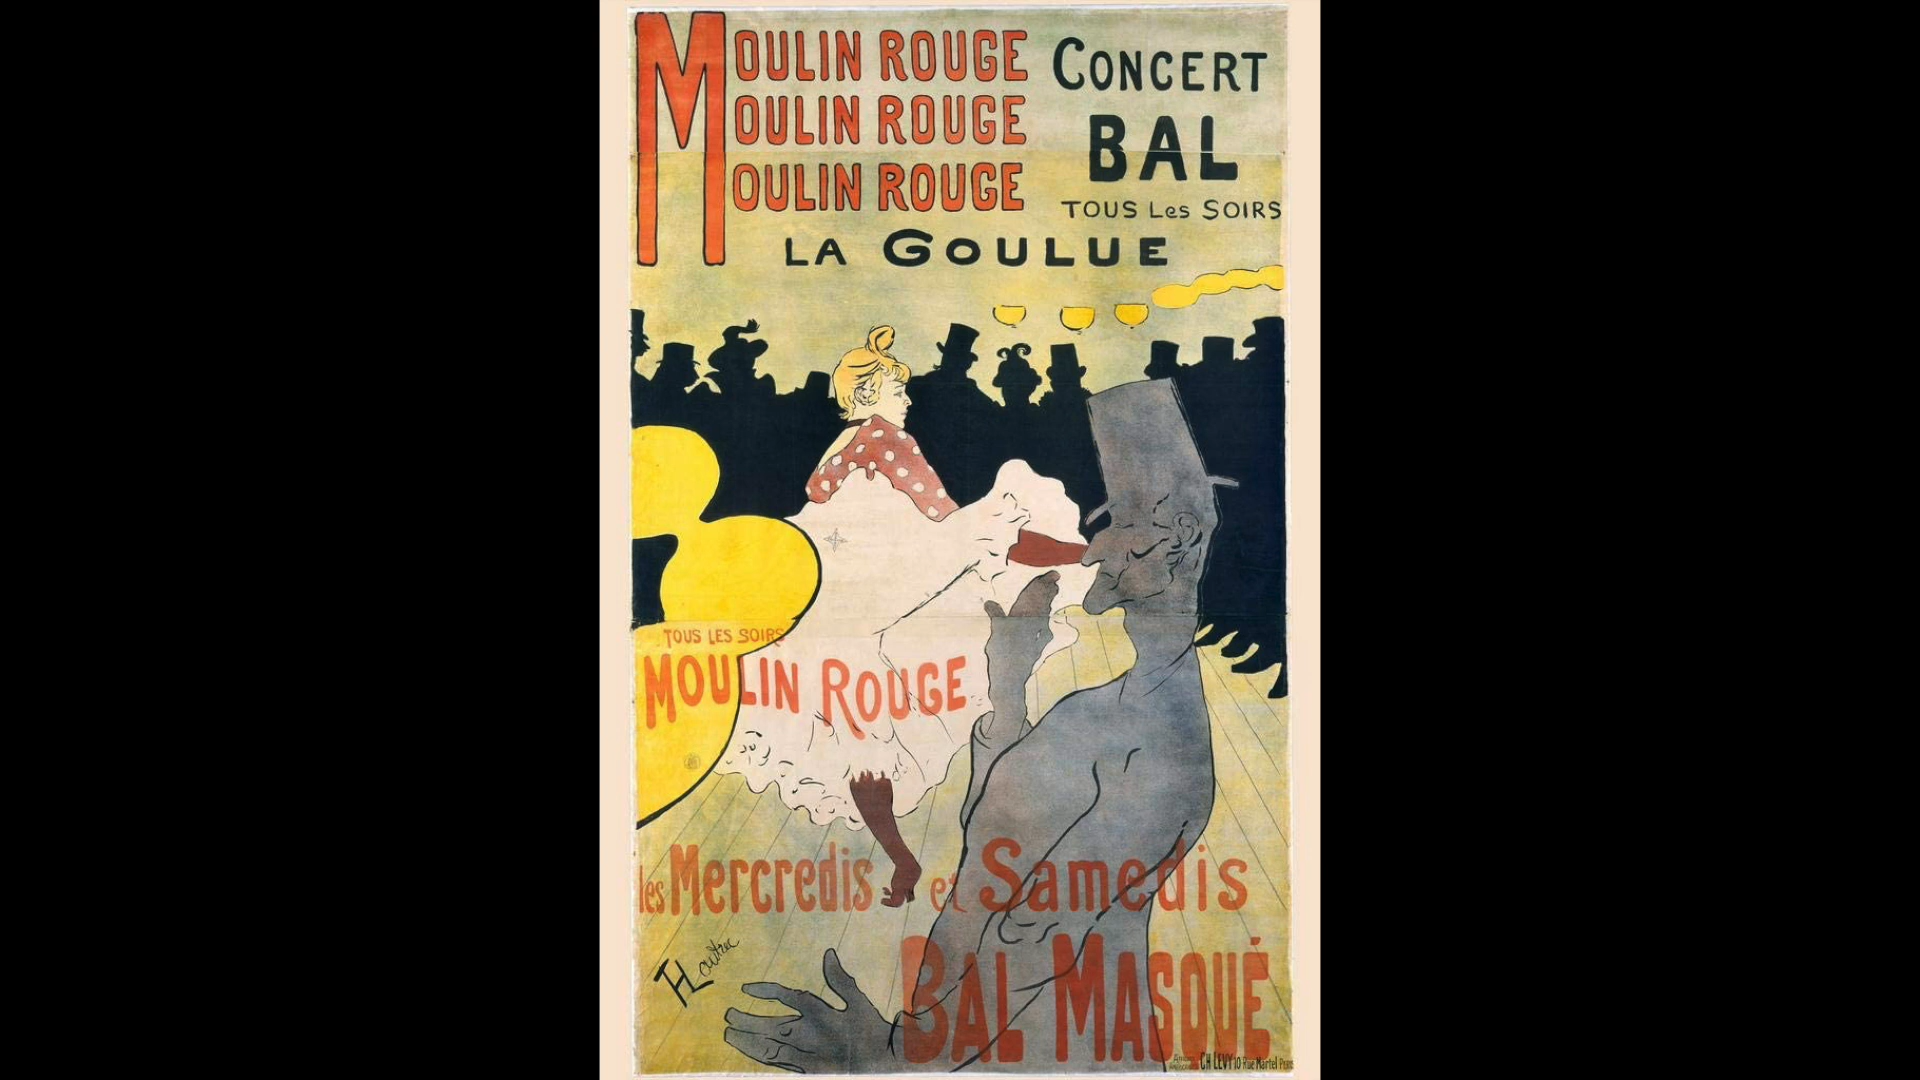 MOULIN ROUGE
MOULIN ROUGE
MOULIN ROUGE
CONCERT
BAL
TOUS Les SOIRS
LA GOULUE
TOUS LES SOIRS
MOULIN ROUGE
les Mercredis et Samedis
BAL MASQUÉ
HTLautrec
CH LEVY 10 Rue Martel Paris